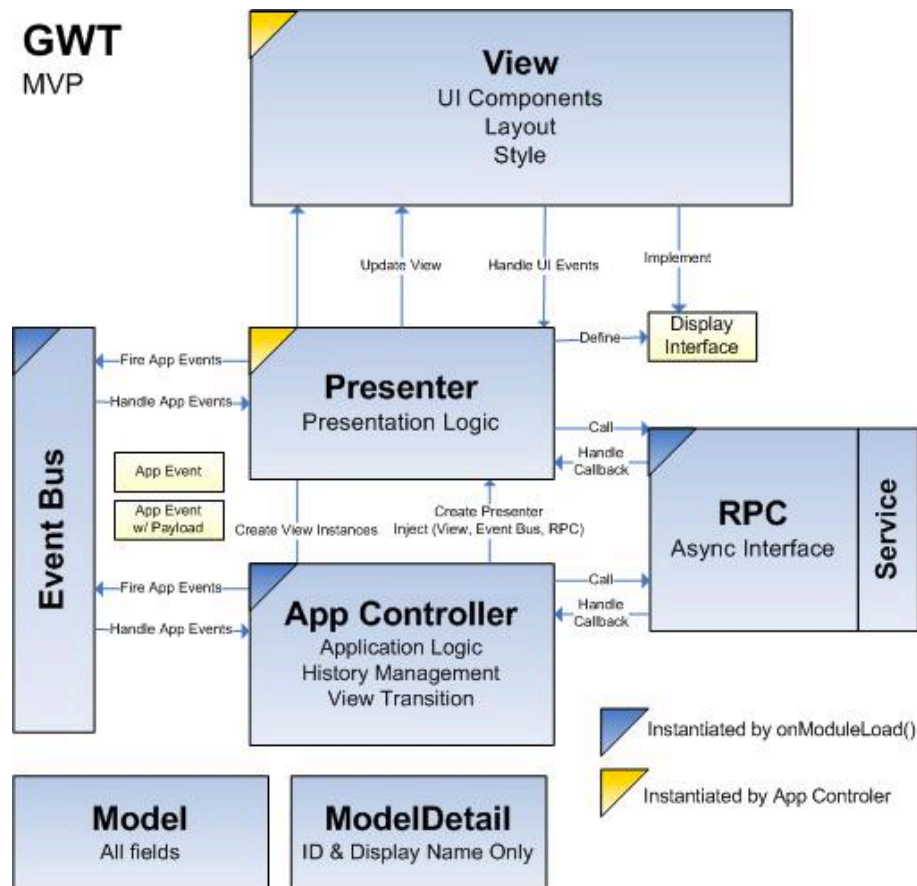 GWT
MVP
View
UI Components
Layout
Style
Update View
Handle UI Events
Implement
Display
Interface
Define
Fire App Events
Handle App Events
Presenter
Presentation Logic
Call
Handle
Callback
Event Bus
App Event
App Event
w/ Payload
Create View Instances
Create Presenter
Inject (View, Event Bus, RPC)
RPC
Async Interface
Service
Fire App Events
Handle App Events
App Controller
Application Logic
History Management
View Transition
Call
Handle
Callback
Instantiated by onModuleLoad()
Instantiated by App Controler
Model
All fields
ModelDetail
ID & Display Name Only